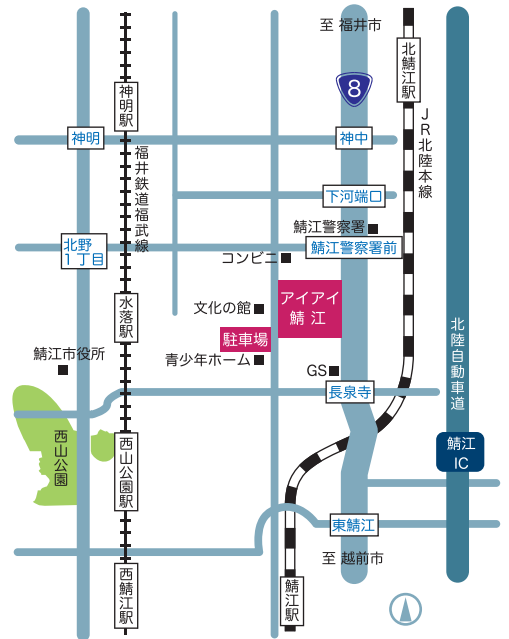 至 福井市
北鯖江駅
8
神明駅
JR北陸本線
神明
神中
福井鉄道福武線
下河端口
鯖江警察署
北野
1丁目
鯖江警察署前
コンビニ
水落駅
文化の館
アイアイ
鯖 江
駐車場
北陸自動車道
鯖江市役所
青少年ホーム
GS
長泉寺
西山公園
西山公園駅
鯖江
IC
東鯖江
至 越前市
西鯖江駅
鯖江駅